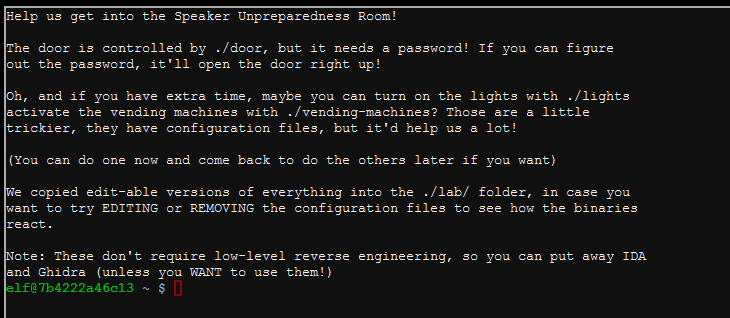 Help us get into the Speaker Unpreparedness Room!
The door is controlled by ./door, but it needs a password! If you can figure
out the password, it'll open the door right up!
Oh, and if you have extra time, maybe you can turn on the lights with ./lights
activate the vending machines with ./vending-machines? Those are a little
trickier, they have configuration files, but it'd help us a lot!
(You can do one now and come back to do the others later if you want)
We copied edit-able versions of everything into the ./lab/ folder, in case you
want to try EDITING or REMOVING the configuration files to see how the binaries
react.
Note: These don't require low-level reverse engineering, so you can put away IDA
and Ghidra (unless you WANT to use them!)
elf@7b4222a46c13 ~ $